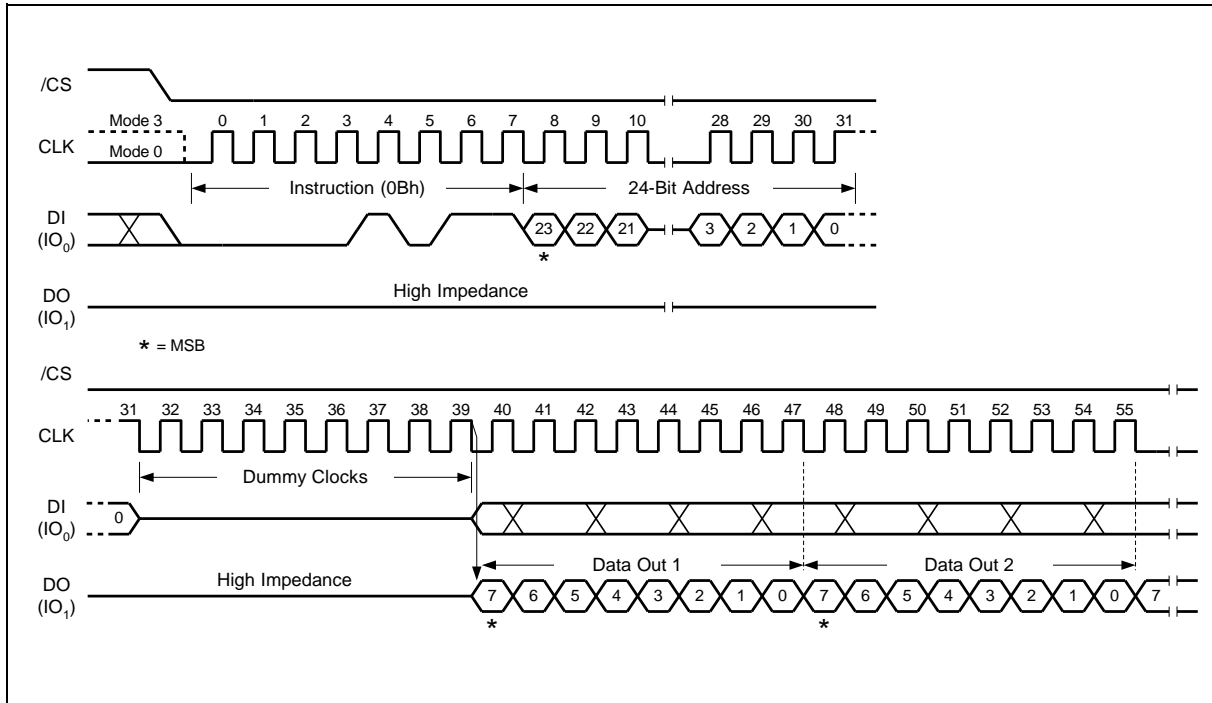 /CS
Mode 3
0 1 2 3 4 5 6 7 8 9 10 28 29 30 31
CLK
Mode 0
Instruction (0Bh)
24-Bit Address
DI
(IO0)
23 22 21 3 2 1 0
*
High Impedance
DO
(IO1)
* = MSB
/CS
31 32 33 34 35 36 37 38 39 40 41 42 43 44 45 46 47 48 49 50 51 52 53 54 55
CLK
Dummy Clocks
DI
(IO0)
0
Data Out 1
Data Out 2
High Impedance
DO
(IO1)
7 6 5 4 3 2 1 0 7 6 5 4 3 2 1 0 7
* *